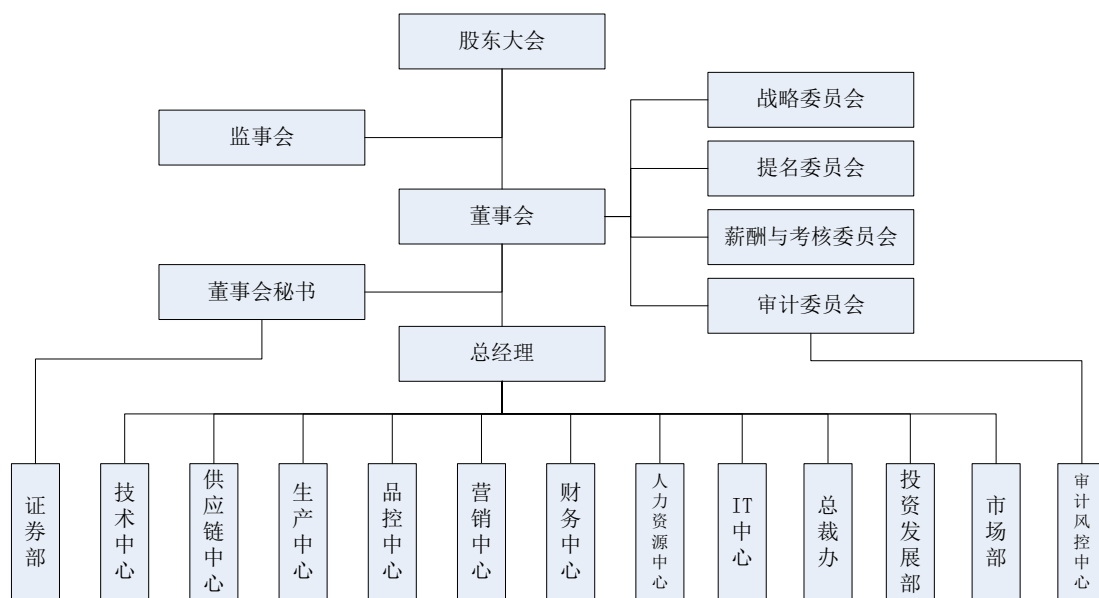 股东大会
战略委员会
监事会
提名委员会
董事会
薪酬与考核委员会
董事会秘书
审计委员会
总经理
证券部
技术中心
供应链中心
生产中心
品控中心
营销中心
财务中心
人力资源中心
IT中心
总裁办
投资发展部
市场部
审计风控中心